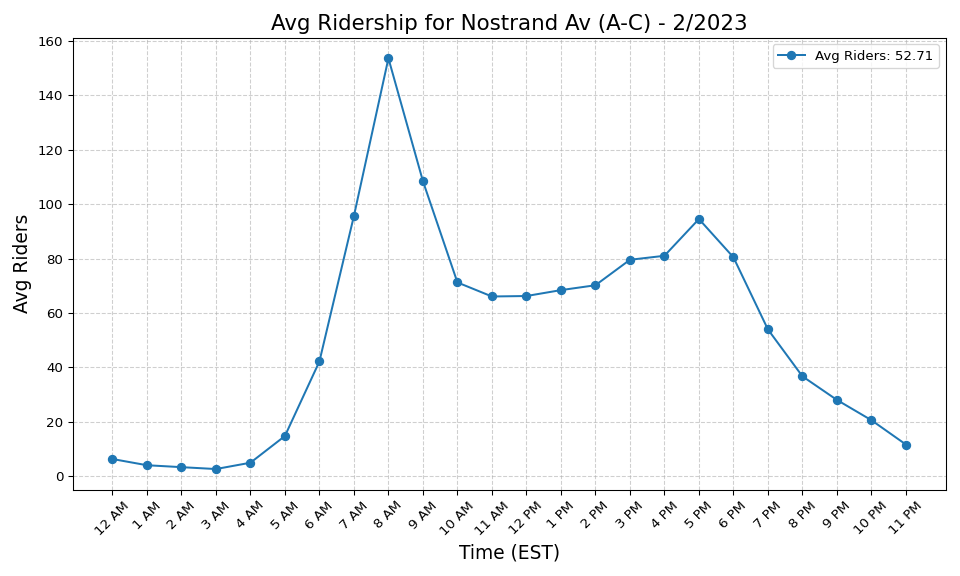 Avg Ridership for Nostrand Av (A-C) - 2/2023
Avg Riders: 52.71
Avg Riders
160
140
120
100
80
60
40
20
0
12 AM 1 AM 2 AM 3 AM 4 AM 5 AM 6 AM 7 AM 8 AM 9 AM 10 AM 11 AM 12 PM 1 PM 2 PM 3 PM 4 PM 5 PM 6 PM 7 PM 8 PM 9 PM 10 PM 11 PM
Time (EST)